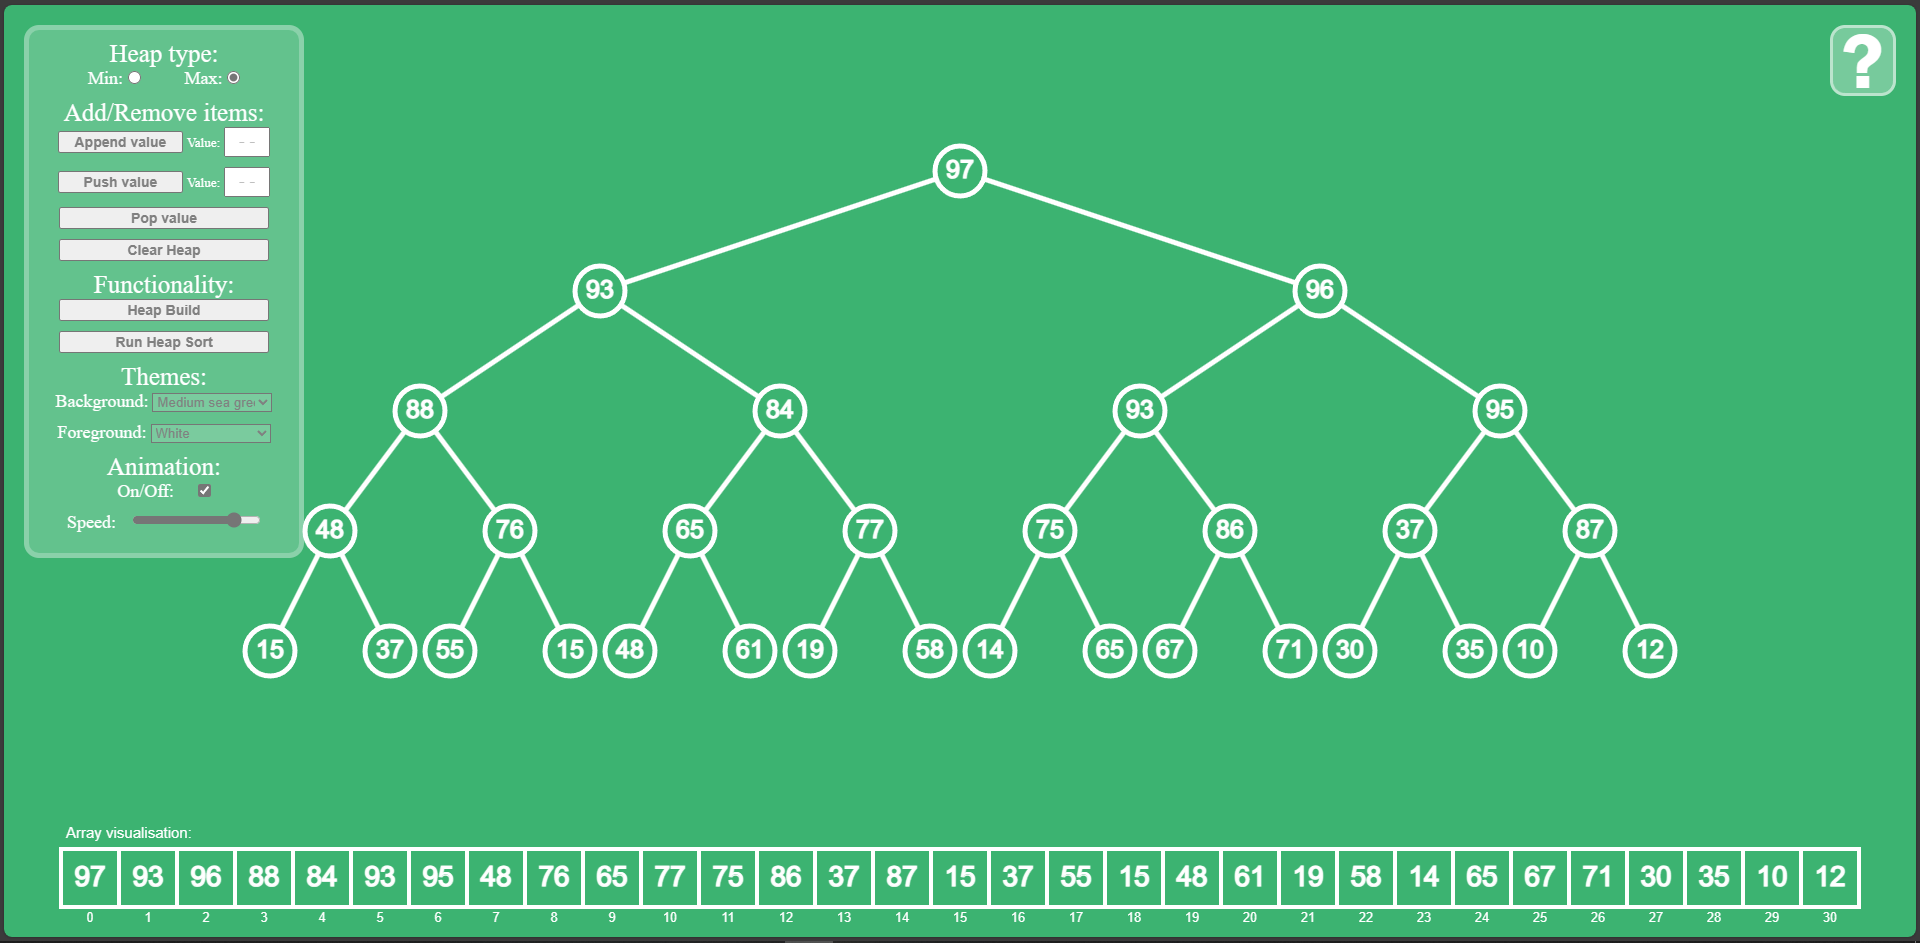 Heap type:
Min: Max:
Add/Remove items:
Append value Value: --
Push value Value: --
Pop value
Clear Heap
Functionality:
Heap Build
Run Heap Sort
Themes:
Background: Medium sea gre
Foreground: White
Animation:
On/Off:
Speed:
?
97
93 96
88 84 93 95
48 76 65 77 75 86 37 87
15 37 55 15 48 61 19 58 14 65 67 71 30 35 10 12
Array visualisation:
97 93 96 88 84 93 95 48 76 65 77 75 86 37 87 15 37 55 15 48 61 19 58 14 65 67 71 30 35 10 12
0 1 2 3 4 5 6 7 8 9 10 11 12 13 14 15 16 17 18 19 20 21 22 23 24 25 26 27 28 29 30